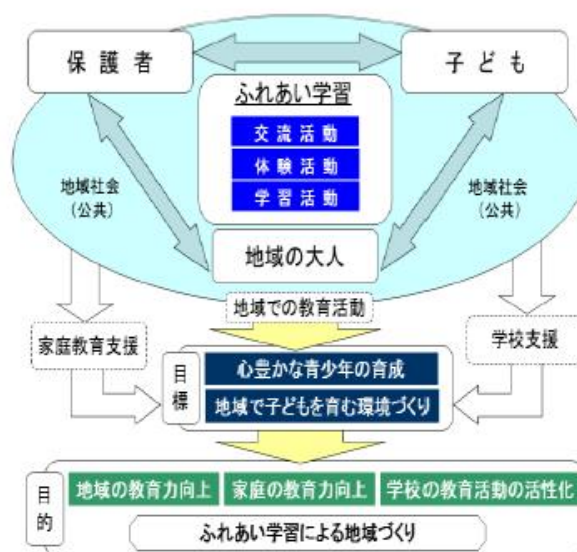 保護者
子ども
ふれあい学習
交流活動
体験活動
学習活動
地域社会
(公共)
地域社会
(公共)
地域の大人
地域での教育活動
家庭教育支援
学校支援
目標
心豊かな青少年の育成
地域で子どもを育む環境づくり
目的
地域の教育力向上
家庭の教育力向上
学校の教育活動の活性化
ふれあい学習による地域づくり